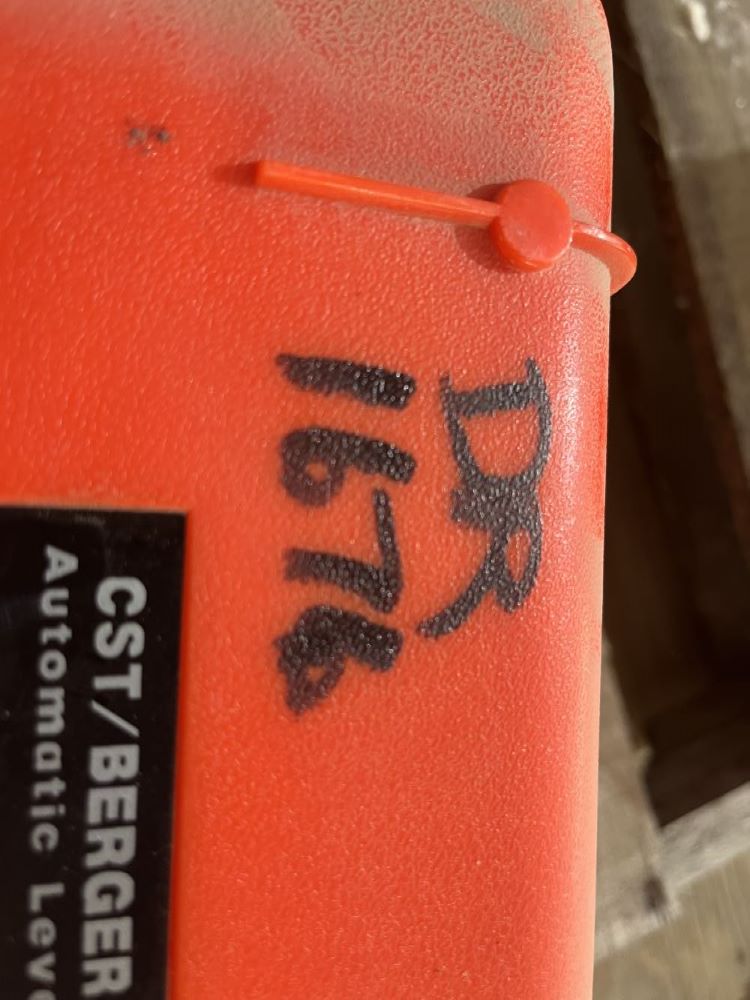 DR
1676
CST/BERGER
Automatic Leve